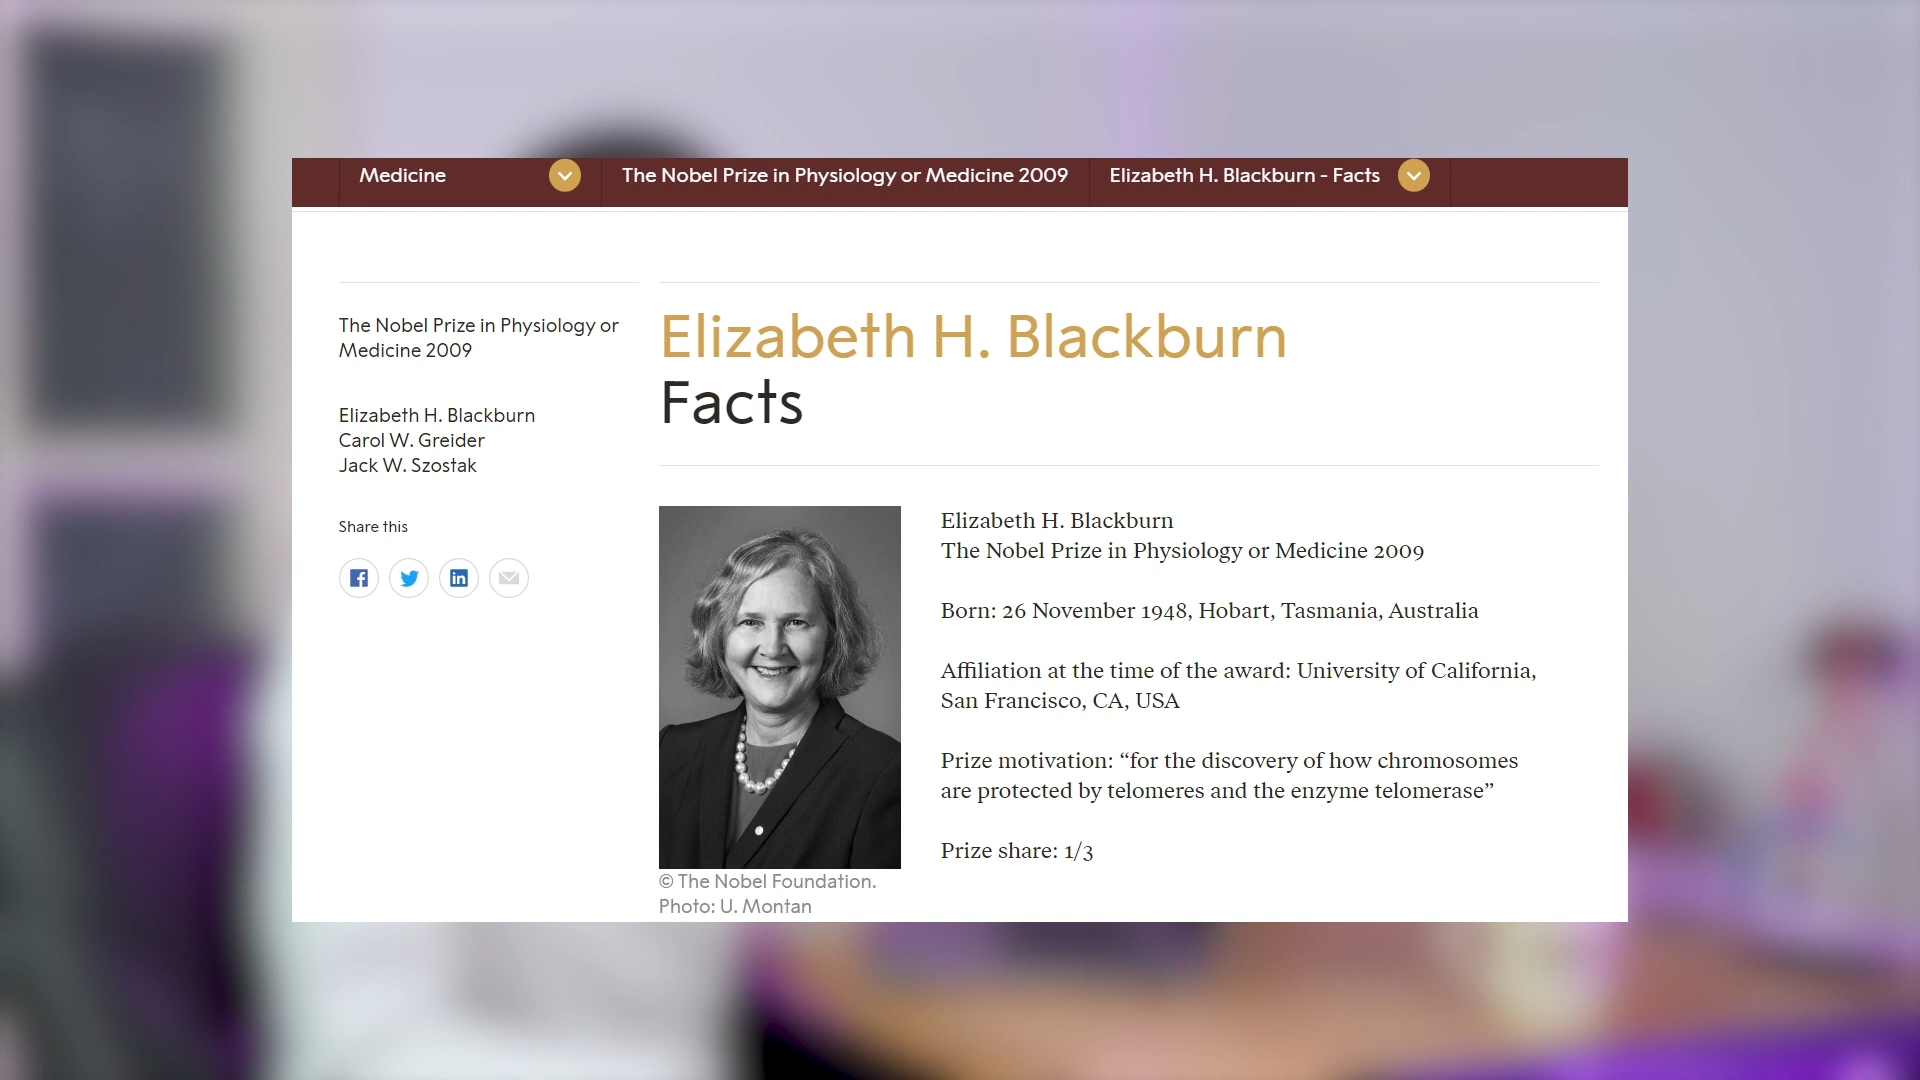 Medicine
The Nobel Prize in Physiology or Medicine 2009
Elizabeth H. Blackburn - Facts
The Nobel Prize in Physiology or
Medicine 2009
Elizabeth H. Blackburn
Carol W. Greider
Jack W. Szostak
Share this
Elizabeth H. Blackburn
Facts
© The Nobel Foundation.
Photo: U. Montan
Elizabeth H. Blackburn
The Nobel Prize in Physiology or Medicine 2009
Born: 26 November 1948, Hobart, Tasmania, Australia
Affiliation at the time of the award: University of California,
San Francisco, CA, USA
Prize motivation: “for the discovery of how chromosomes
are protected by telomeres and the enzyme telomerase”
Prize share: 1/3